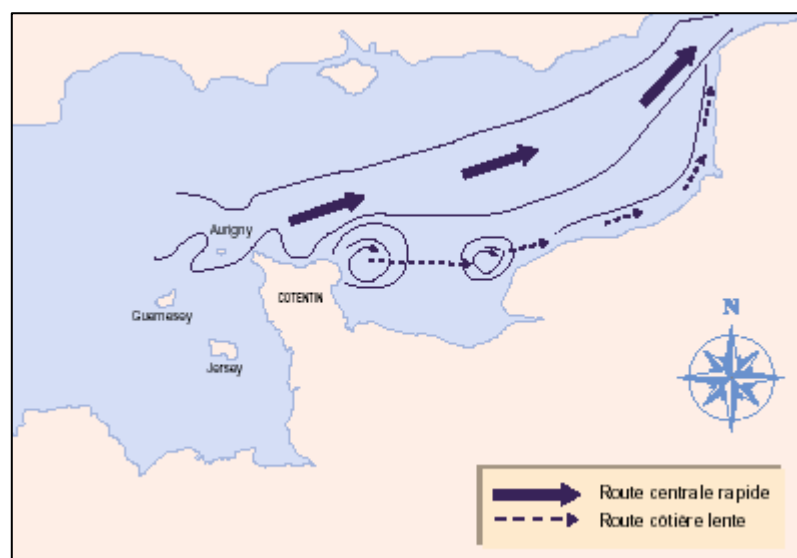 Aurigny
COTENTIN
Guernesey
Jersey
N
Route centrale rapide
Route côtière lente